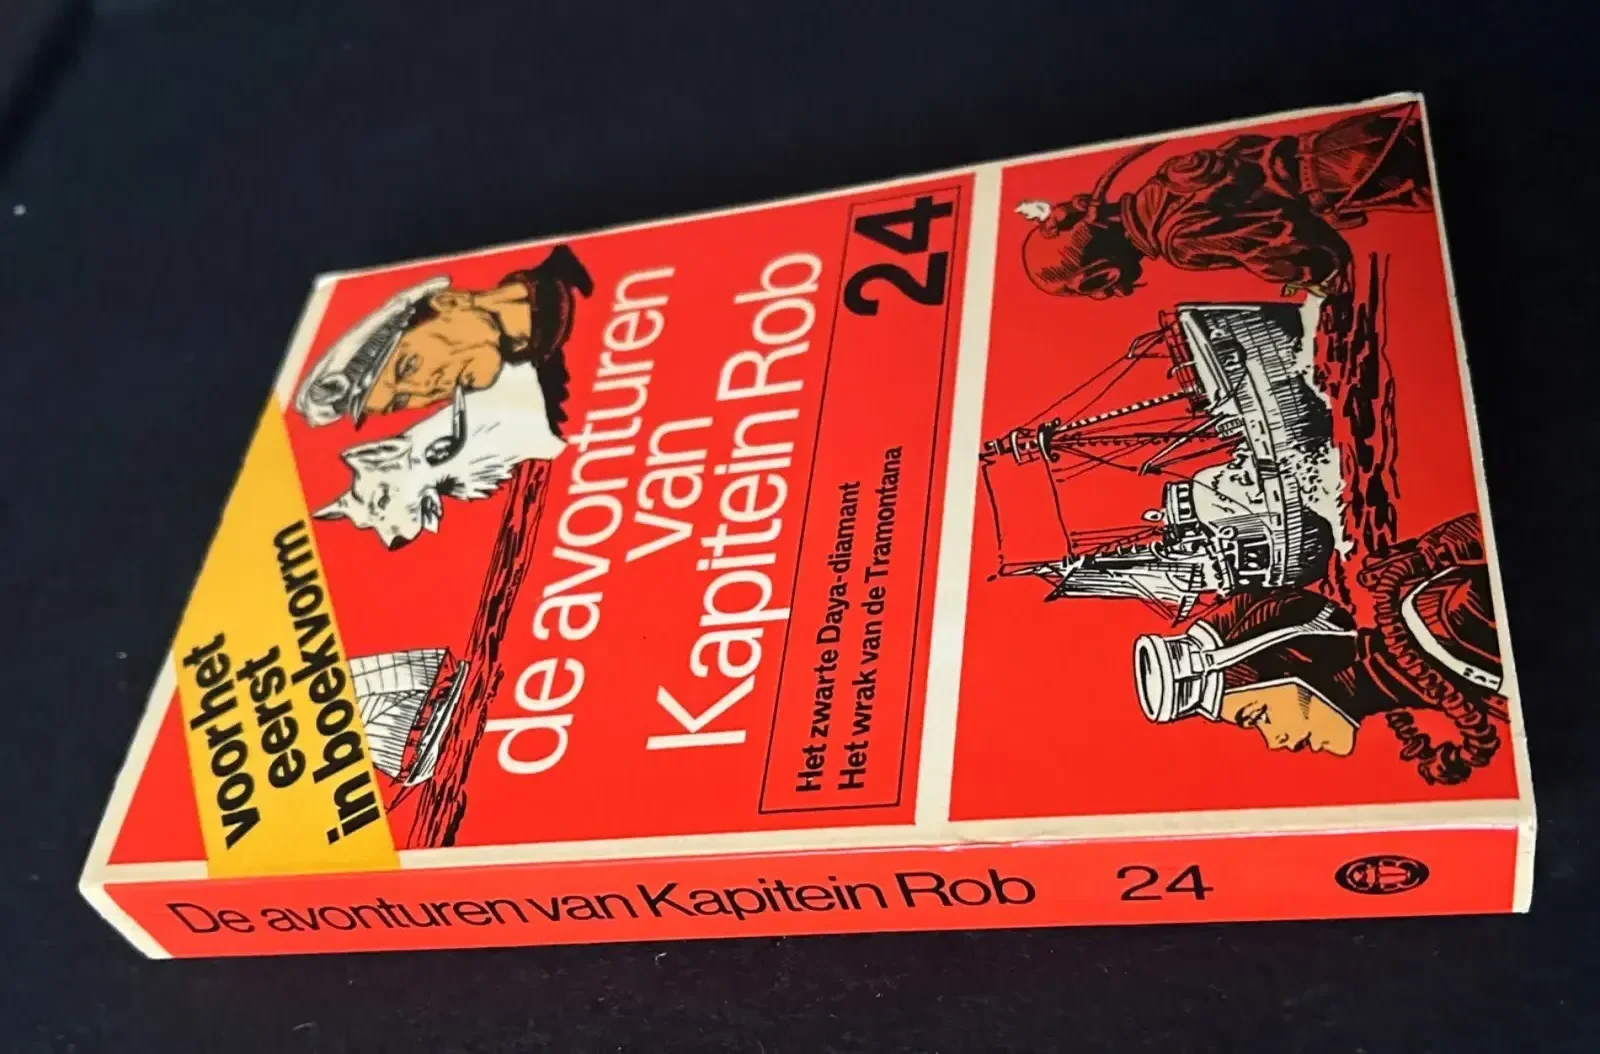 voor het
eerst
in boekvorm
de avonturen
van
Kapitein Rob
Het zwarte Daya-diamant
Het wrak van de Tramontana
24
De avonturen van Kapitein Rob 24